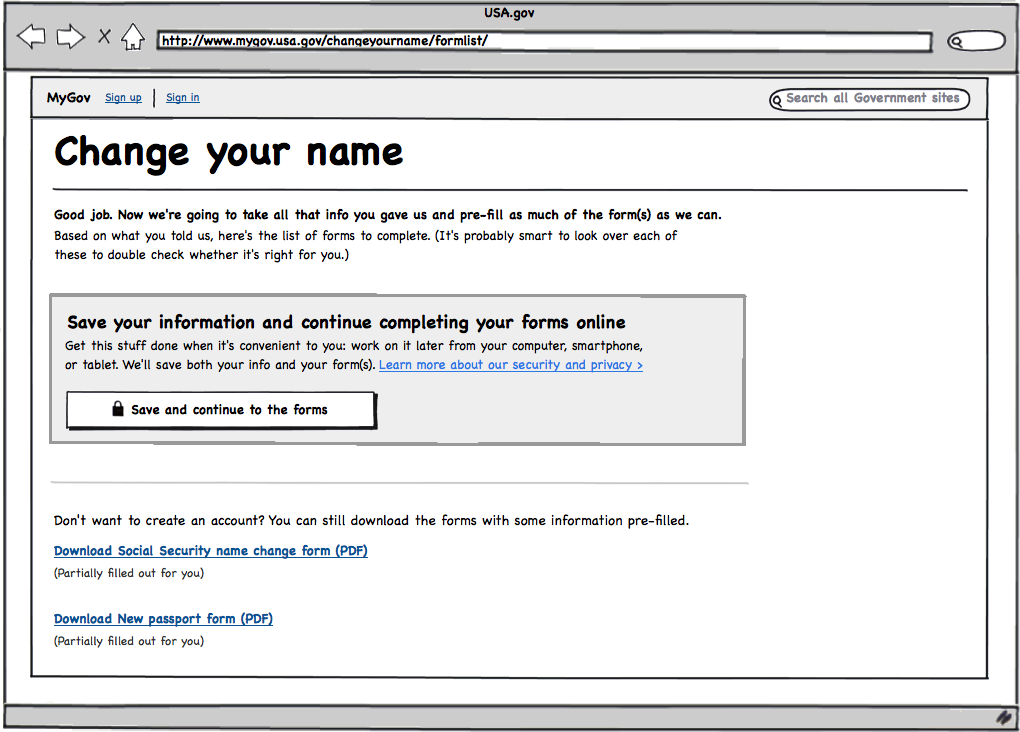 USA.gov
http://www.mygov.usa.gov/changeyourname/formlist/
MyGov Sign up Sign in Search all Government sites
Change your name
Good job. Now we're going to take all that info you gave us and pre-fill as much of the form(s) as we can.
Based on what you told us, here's the list of forms to complete. (It's probably smart to look over each of
these to double check whether it's right for you.)
Save your information and continue completing your forms online
Get this stuff done when it's convenient to you: work on it later from your computer, smartphone,
or tablet. We'll save both your info and your form(s). Learn more about our security and privacy >
Save and continue to the forms
Don't want to create an account? You can still download the forms with some information pre-filled.
Download Social Security name change form (PDF)
(Partially filled out for you)
Download New passport form (PDF)
(Partially filled out for you)